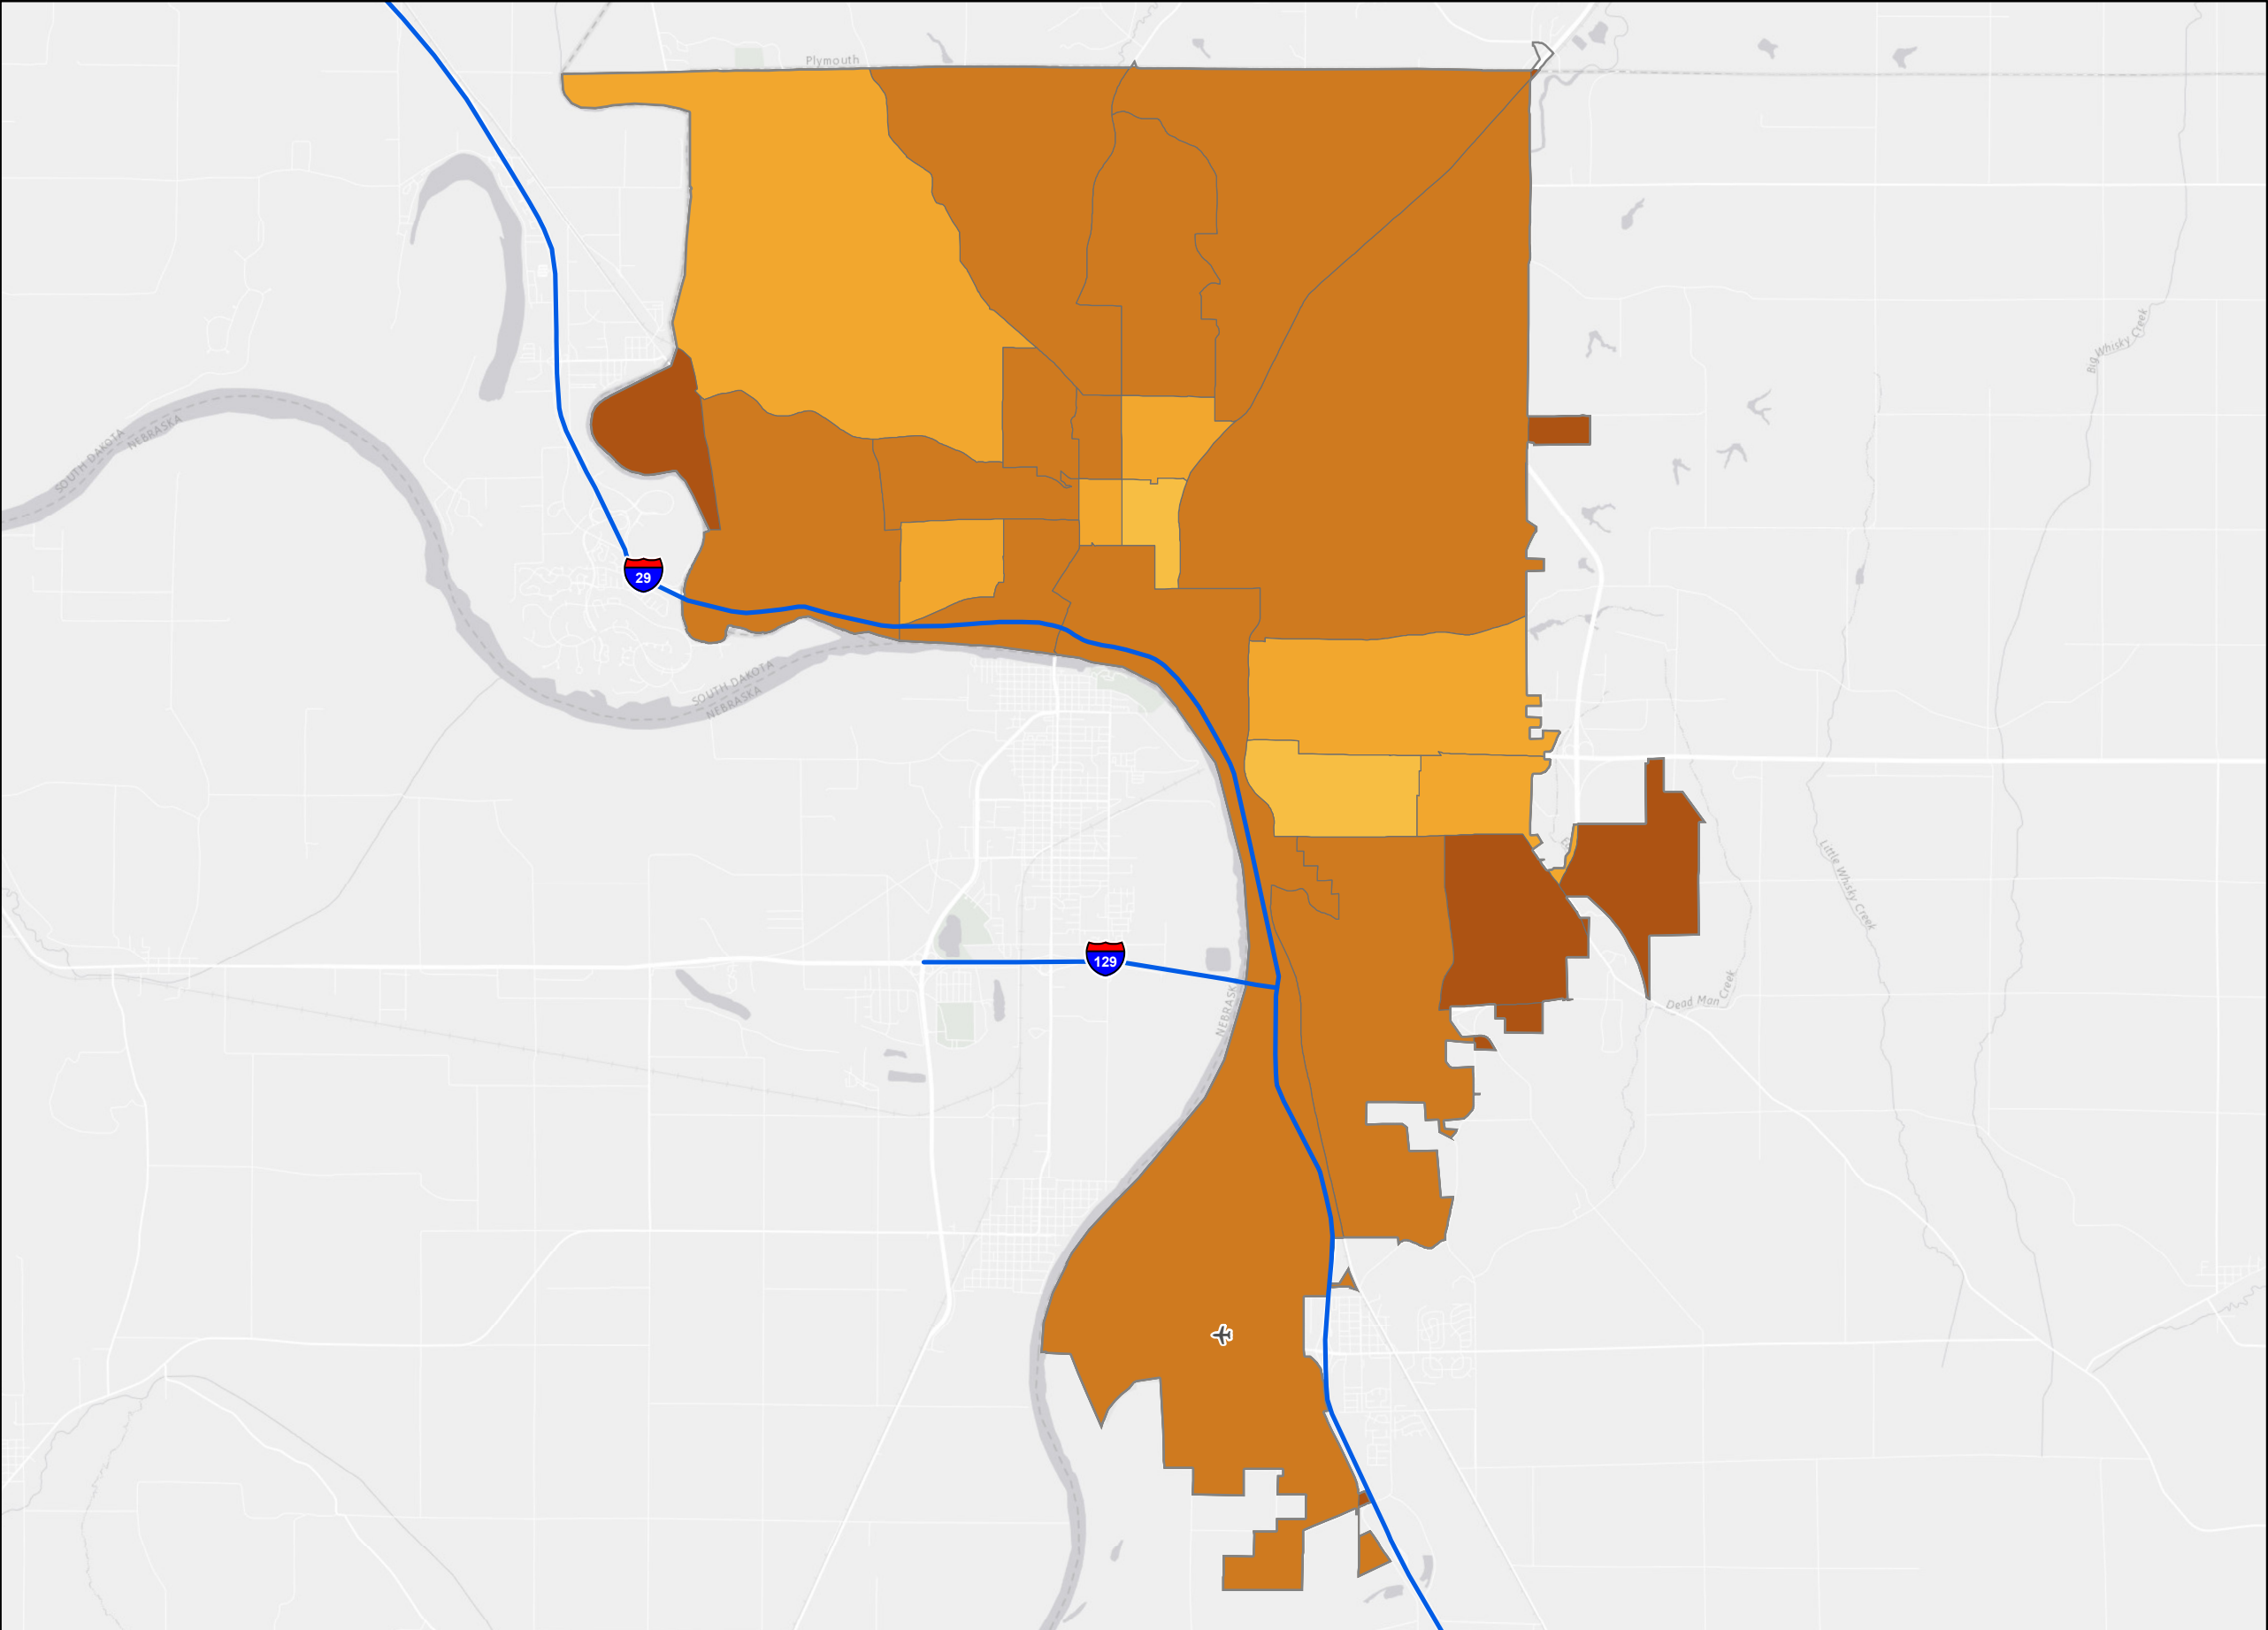 Plymouth
Big Whisky Creek
SOUTH DAKOTA
NEBRASKA
29
SOUTH DAKOTA
NEBRASKA
Little Whisky Creek
129
NEBRASKA
Dead Man Creek